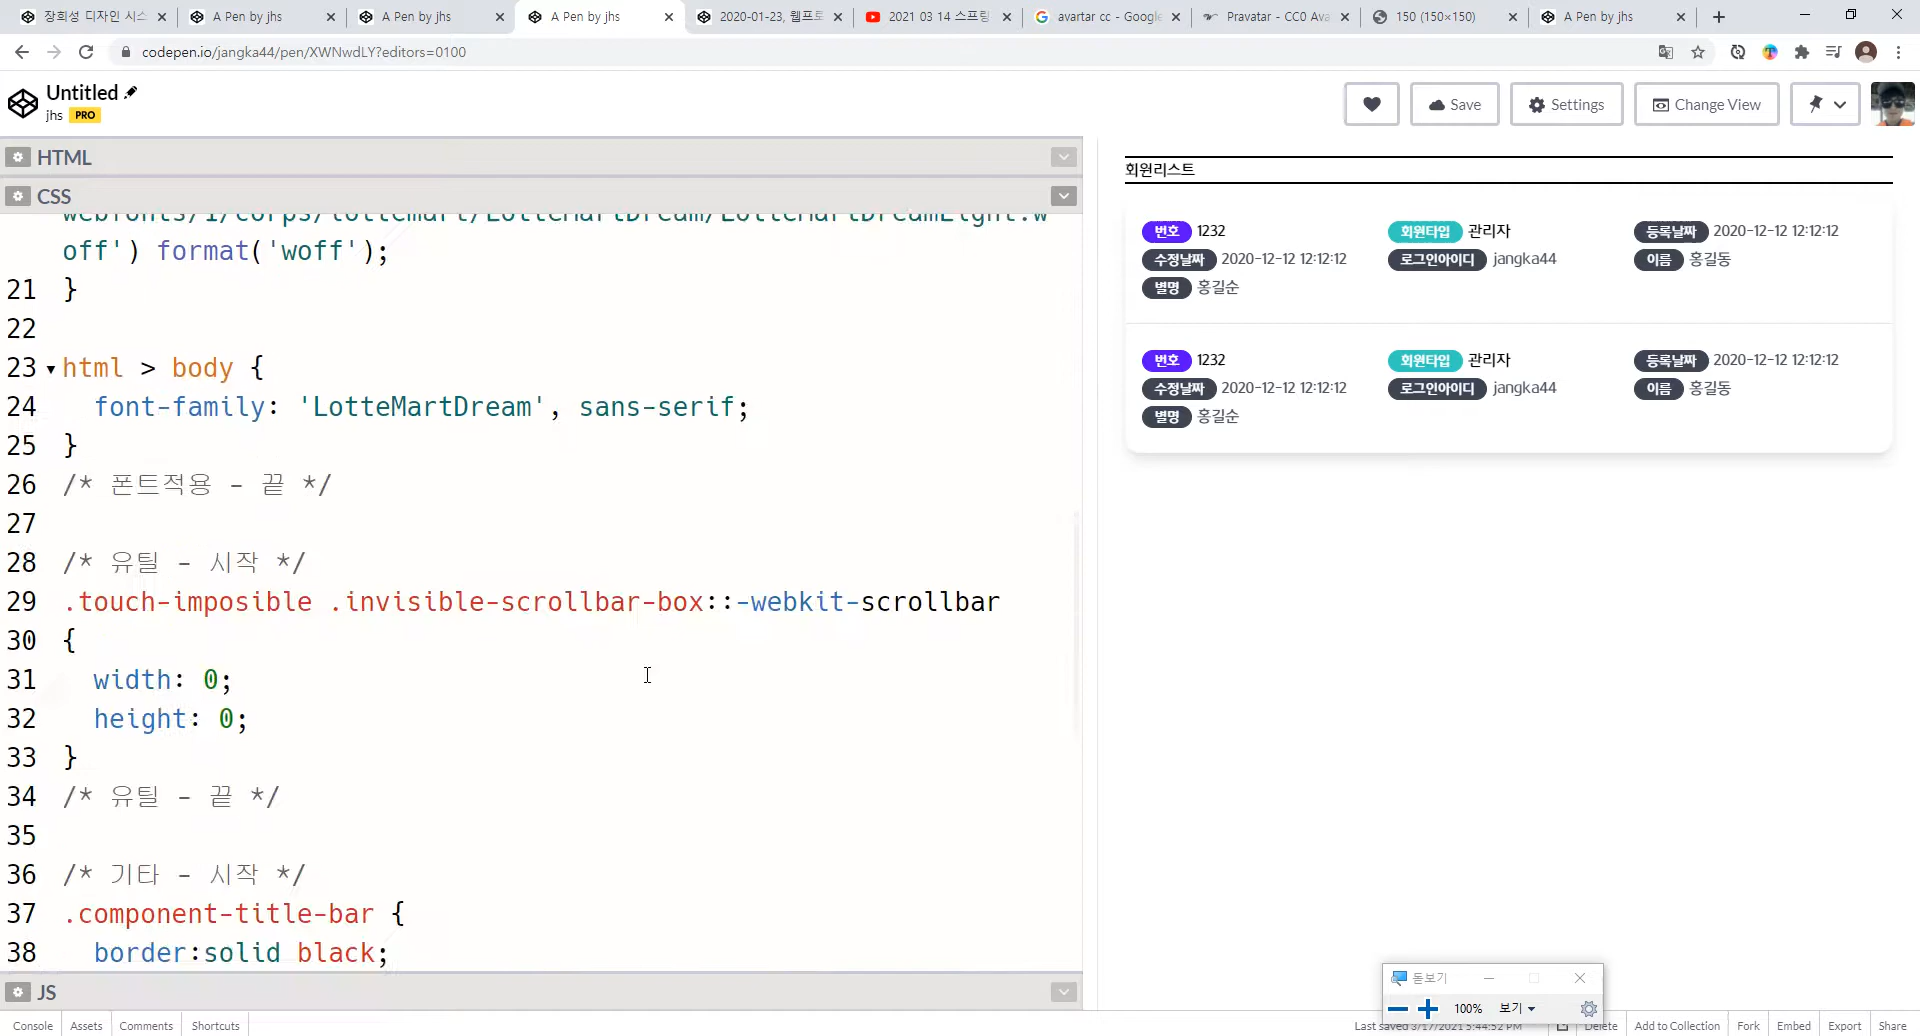 장희성 디자인 시스
A Pen by jhs
A Pen by jhs
A Pen by jhs
2020-01-23, 웹프로
2021 03 14 스프링
avartar cc - Google
Pravatar - CC0 Ava
150 (150×150)
A Pen by jhs
codepen.io/jangka44/pen/XWNwdLY?editors=0100
Untitled
jhs PRO
Save
Settings
Change View
HTML
CSS
webfonts/1/corps/lottemart/LotteMartDream/LotteMartDreamLight.w
off') format('woff');
21 }
22
23 html > body {
24 font-family: 'LotteMartDream', sans-serif;
25 }
26 /* 폰트적용 - 끝 */
27
28 /* 유틸 - 시작 */
29 .touch-imposible .invisible-scrollbar-box::-webkit-scrollbar
30 {
31 width: 0;
32 height: 0;
33 }
34 /* 유틸 - 끝 */
35
36 /* 기타 - 시작 */
37 .component-title-bar {
38 border:solid black;
JS
회원리스트
번호 1232 회원타입 관리자 등록날짜 2020-12-12 12:12:12
수정날짜 2020-12-12 12:12:12 로그인아이디 jangka44 이름 홍길동
별명 홍길순
번호 1232 회원타입 관리자 등록날짜 2020-12-12 12:12:12
수정날짜 2020-12-12 12:12:12 로그인아이디 jangka44 이름 홍길동
별명 홍길순
돋보기
100% 보기
Console Assets Comments Shortcuts
Last saved 3/17/2021 5:44:52 PM Delete Add to Collection Fork Embed Export Share